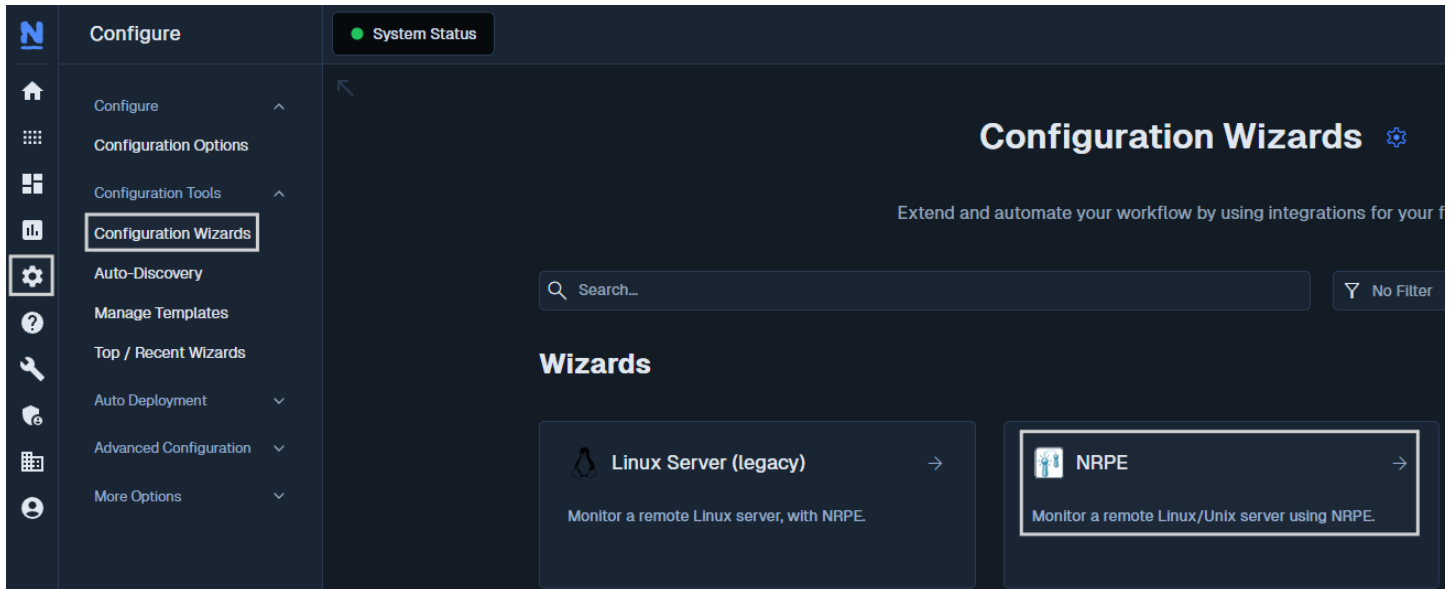 N
Configure
System Status
Configure
Configuration Options
Configuration Tools
Configuration Wizards
Auto-Discovery
Manage Templates
Top / Recent Wizards
Auto Deployment
Advanced Configuration
More Options
Configuration Wizards
Extend and automate your workflow by using integrations for your f
Search...
No Filter
Wizards
Linux Server (legacy)
Monitor a remote Linux server, with NRPE.
NRPE
Monitor a remote Linux/Unix server using NRPE.